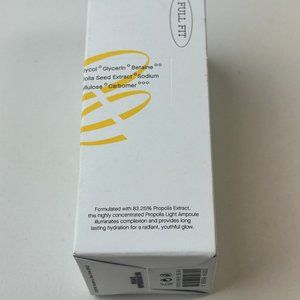 FULL FIT
ycol Glycerin Betaine
lla Seed Extract Sodium
llulose Carbomer
Formulated with 83.25% Propolis Extract,
this highly concentrated Propolis Light Ampoule
illuminates complexion and provides long
lasting hydration for a radiant, youthful glow.